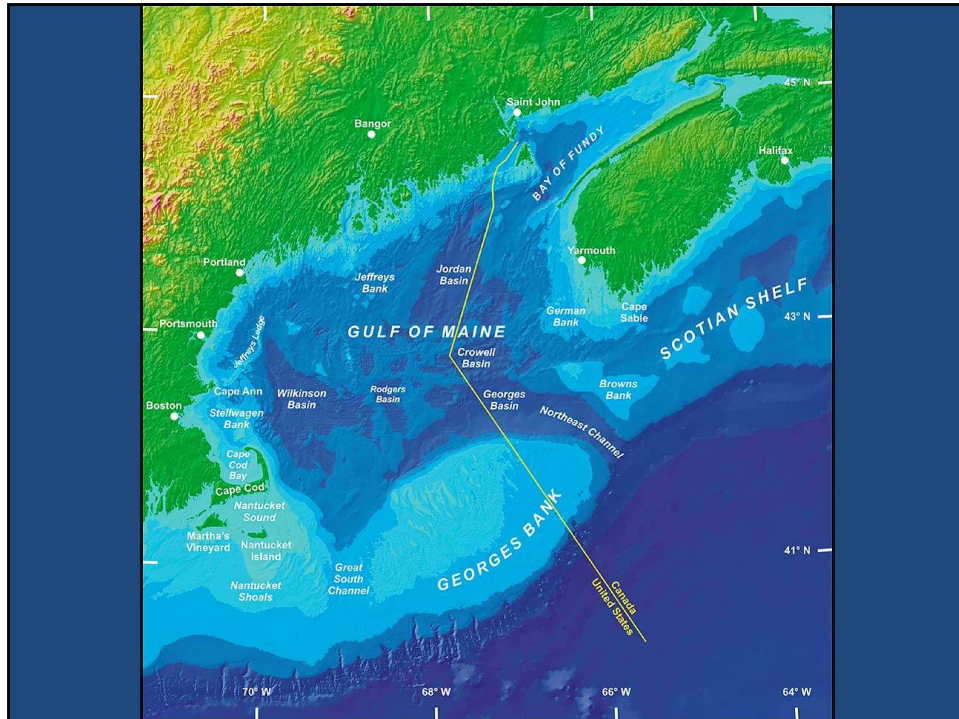 45° N
Saint John
Bangor
BAY OF FUNDY
Halifax
Yarmouth
Portland
Jordan
Basin
Jeffreys
Bank
German
Bank
Cape
Sable
SCOTIAN SHELF
43° N
Portsmouth
Jeffreys Ledge
GULF OF MAINE
Crowell
Basin
Cape Ann
Wilkinson
Basin
Rodgers
Basin
Georges
Basin
Browns
Bank
Boston
Stellwagen
Bank
Northeast Channel
Cape
Cod
Bay
Cape Cod
Nantucket
Sound
Martha's
Vineyard
Nantucket
Island
GEORGES BANK
41° N
Great
South
Channel
Nantucket
Shoals
Canada
United States
70° W
68° W
66° W
64° W